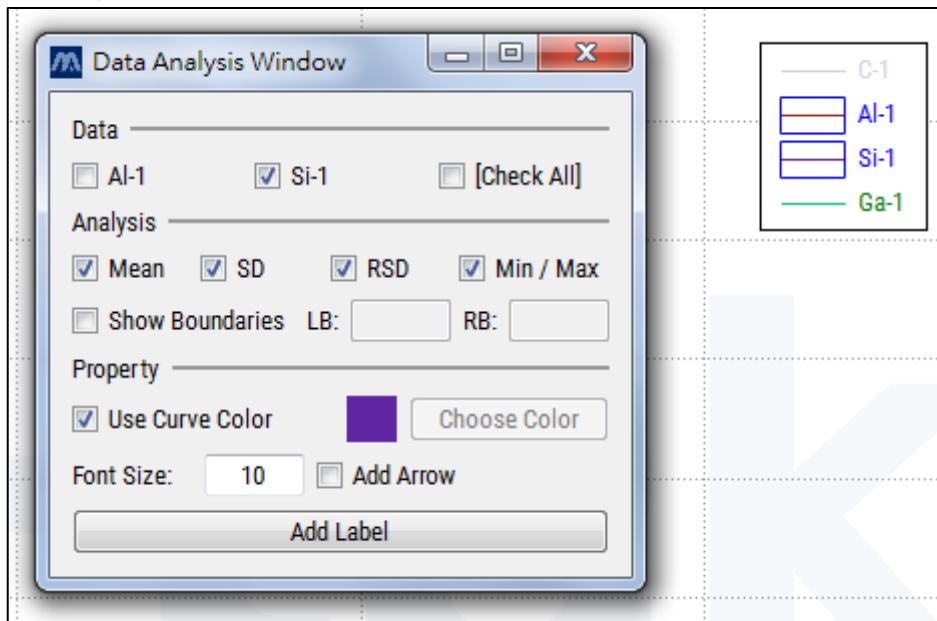 Data Analysis Window
Data
Al-1 Si-1 [Check All]
Analysis
Mean SD RSD Min / Max
Show Boundaries LB: RB:
Property
Use Curve Color Choose Color
Font Size: 10 Add Arrow
Add Label
C-1
Al-1
Si-1
Ga-1
k